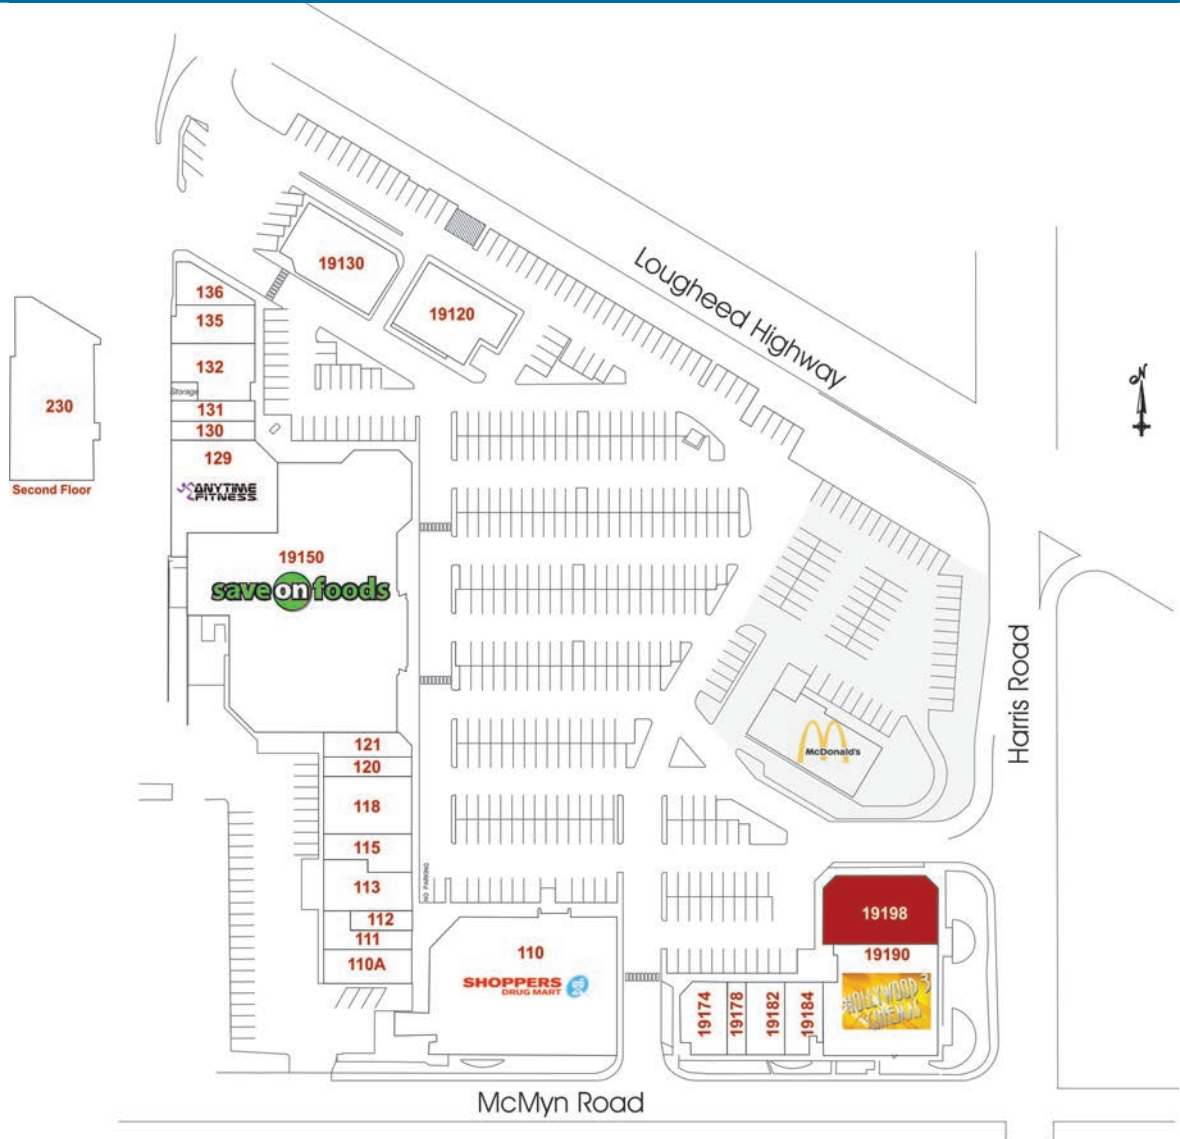 Lougheed Highway
19130
19120
136
135
132
Storage
131
130
129
ANYTIME
FITNESS
230
Second Floor
N
19150
save on foods
Harris Road
McDonald's
121
120
118
115
113
112
111
110A
NO PARKING
110
SHOPPERS
DRUG MART
19198
19190
HOLLYWOOD 3
CINEMAS
19174
19178
19182
19184
McMyn Road